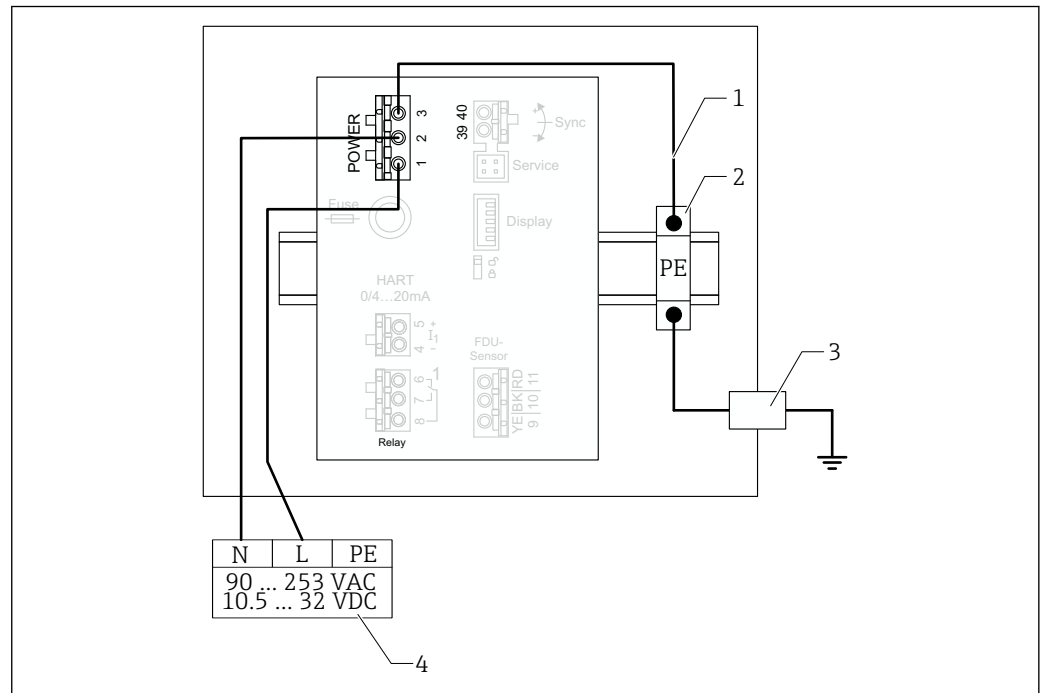 POWER
1 2 3
39 40
Sync
Service
Fuse
Display
HART
0/4...20mA
5 +
I1
4 -
FDU-
Sensor
6 1
7
8
YE|BK|RD
9 |10| 11
Relay
PE
1
2
3
N L PE
90 ... 253 VAC
10.5 ... 32 VDC
4